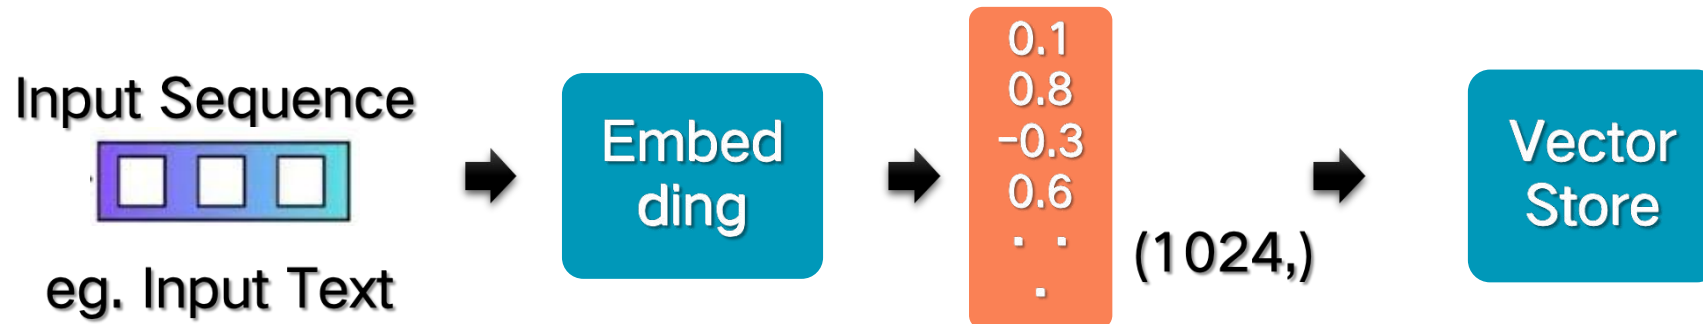 Input Sequence
eg. Input Text
Embed
ding
0.1
0.8
-0.3
0.6
. .
.
(1024,)
Vector
Store